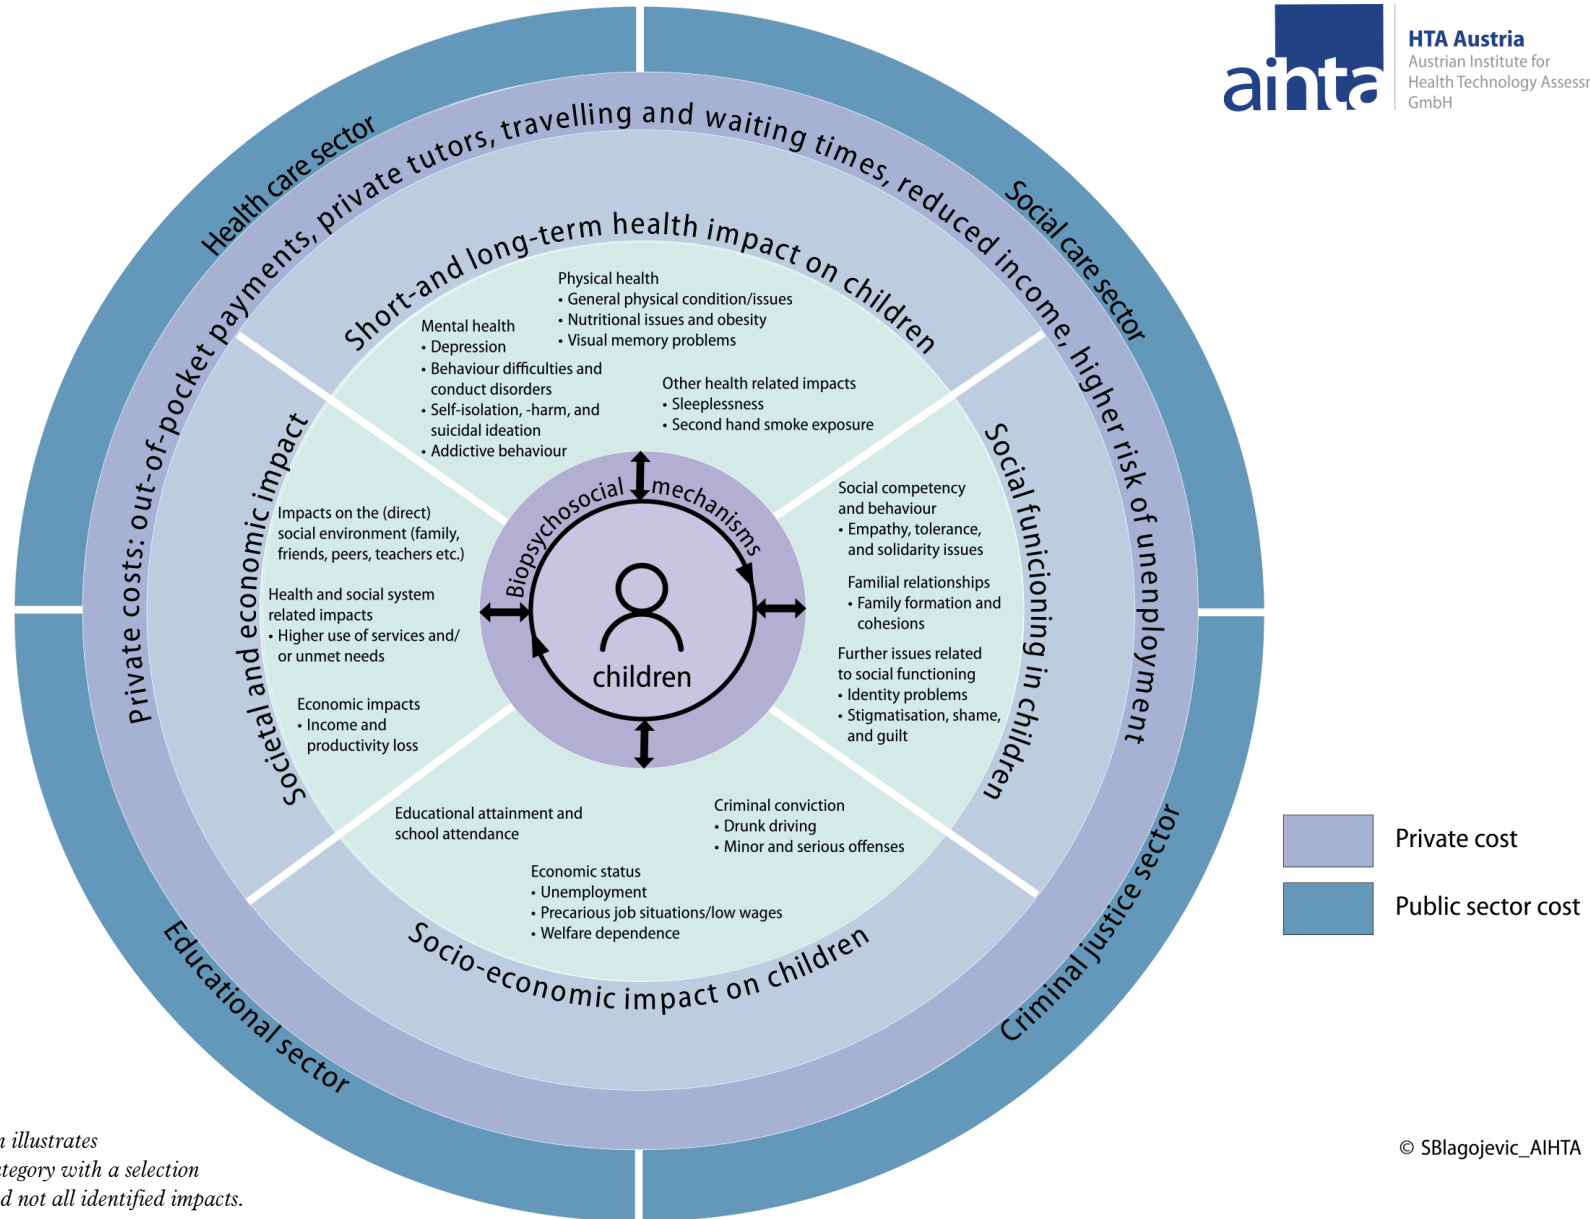 aihta
HTA Austria
Austrian Institute for
Health Technology Assessr
GmbH
Health care sector
Social care sector
Educational sector
Criminal justice sector
Private costs: out-of-pocket payments, private tutors, travelling and waiting times, reduced income, higher risk of unenployment
Short-and long-term health impact on children
Physical health
• General physical condition/issues
• Nutritional issues and obesity
• Visual memory problems
Mental health
• Depression
• Behaviour difficulties and
conduct disorders
• Self-isolation, -harm, and
suicidal ideation
• Addictive behaviour
Other health related impacts
• Sleeplessness
• Second hand smoke exposure
Social funicioning in children
Social competency
and behaviour
• Empathy, tolerance,
and solidarity issues
Familial relationships
• Family formation and
cohesions
Further issues related
to social functioning
• Identity problems
• Stigmatisation, shame,
and guilt
Societal and economic impact
Impacts on the (direct)
social environment (family,
friends, peers, teachers etc.)
Health and social system
related impacts
• Higher use of services and/
or unmet needs
Economic impacts
• Income and
productivity loss
Biopsychosocial mechanisms
children
Educational attainment and
school attendance
Criminal conviction
• Drunk driving
• Minor and serious offenses
Economic status
• Unemployment
• Precarious job situations/low wages
• Welfare dependence
Socio-economic impact on children
Private cost
Public sector cost
illustrates
with a selection
not all identified impacts.
© SBlagojevic_AIHTA